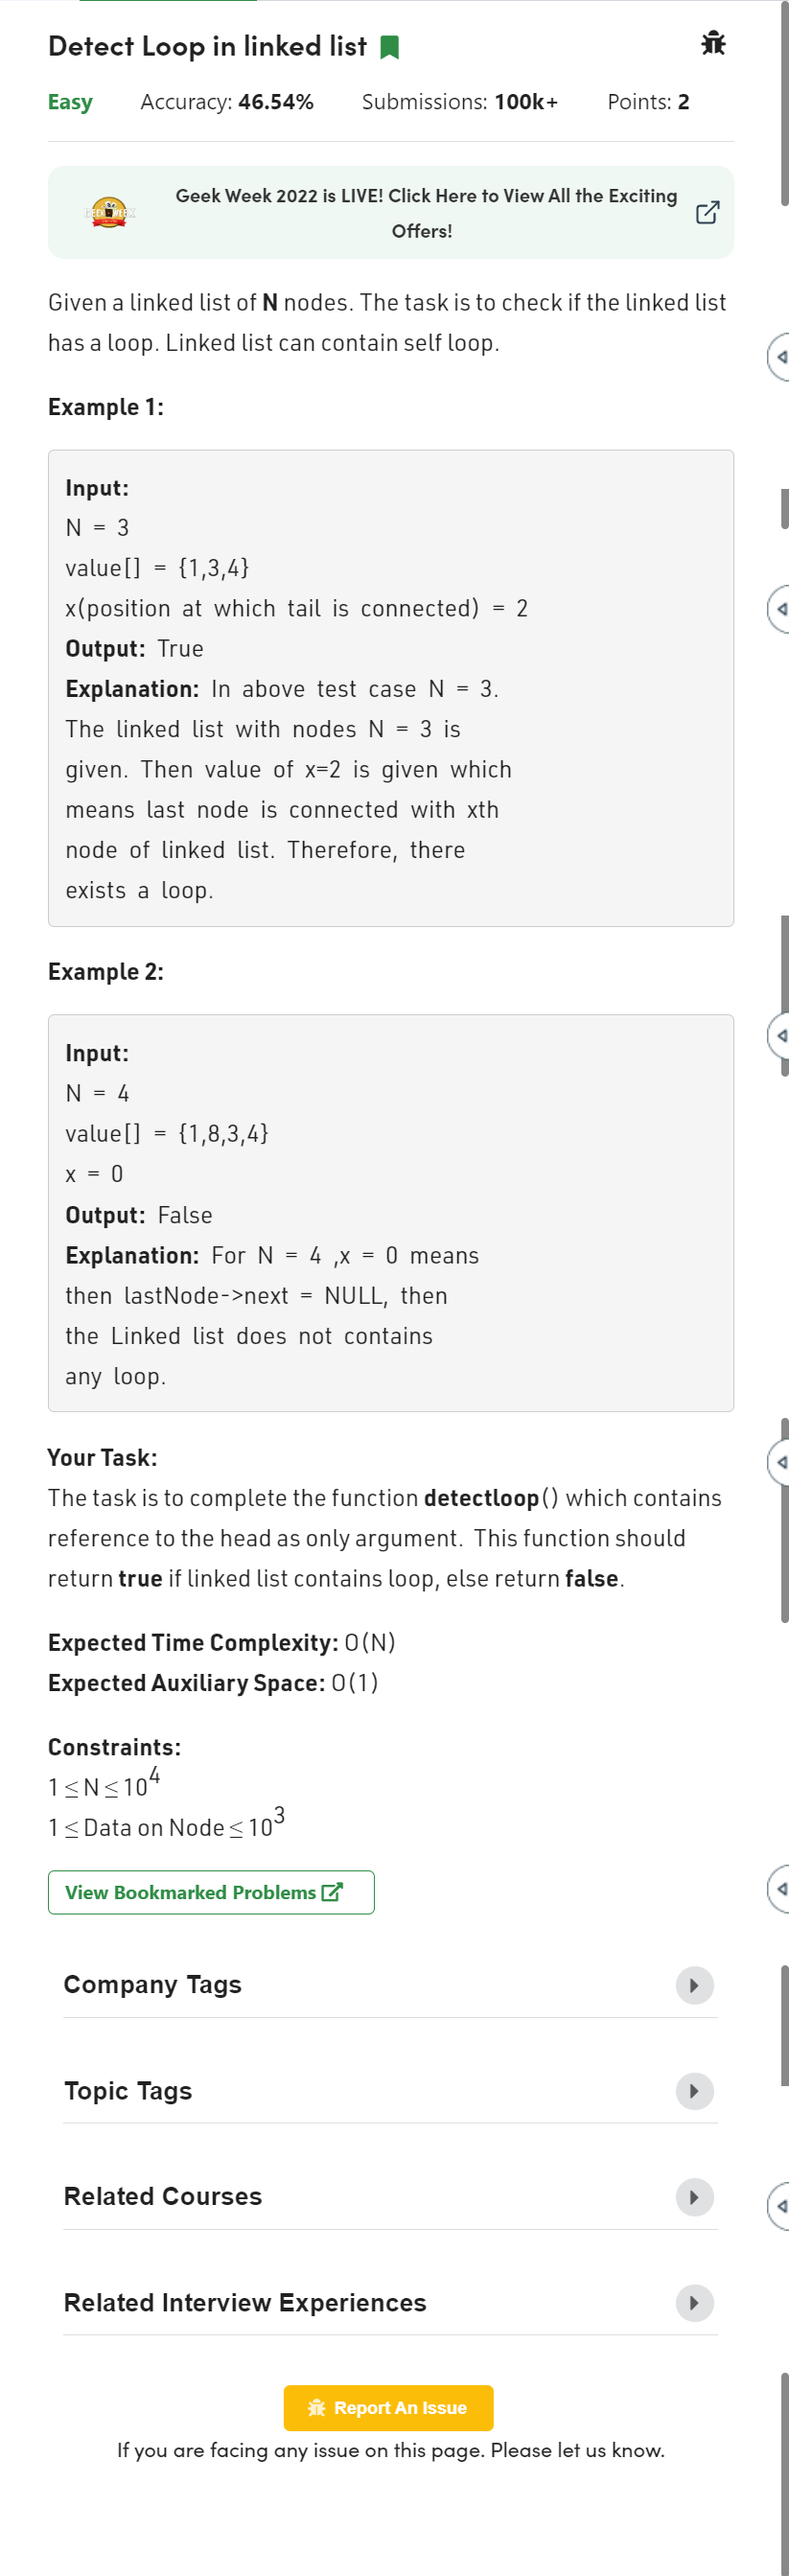 Detect Loop in linked list
Easy Accuracy: 46.54% Submissions: 100k+ Points: 2
Geek Week 2022 is LIVE! Click Here to View All the Exciting
Offers!
Given a linked list of N nodes. The task is to check if the linked list
has a loop. Linked list can contain self loop.
Example 1:
Input:
N = 3
value[] = {1,3,4}
x(position at which tail is connected) = 2
Output: True
Explanation: In above test case N = 3.
The linked list with nodes N = 3 is
given. Then value of x=2 is given which
means last node is connected with xth
node of linked list. Therefore, there
exists a loop.
Example 2:
Input:
N = 4
value[] = {1,8,3,4}
x = 0
Output: False
Explanation: For N = 4 ,x = 0 means
then lastNode->next = NULL, then
the Linked list does not contains
any loop.
Your Task:
The task is to complete the function detectloop() which contains
reference to the head as only argument. This function should
return true if linked list contains loop, else return false.
Expected Time Complexity: O(N)
Expected Auxiliary Space: O(1)
Constraints:
1 ≤ N ≤ 10⁴
1 ≤ Data on Node ≤ 10³
View Bookmarked Problems
Company Tags
Topic Tags
Related Courses
Related Interview Experiences
Report An Issue
If you are facing any issue on this page. Please let us know.